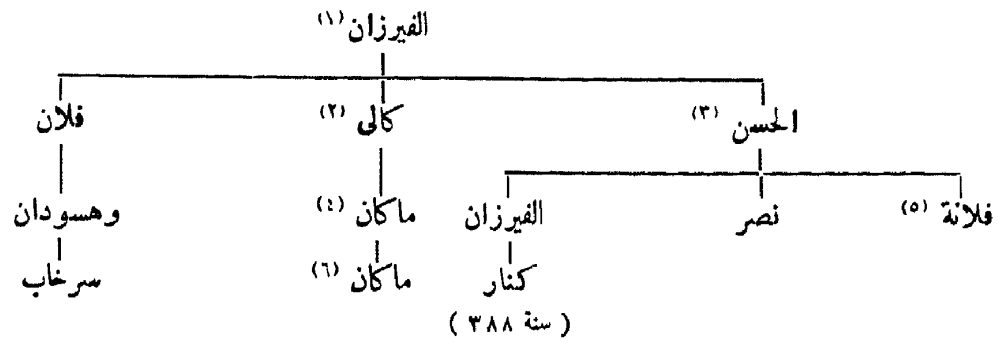 الفيرزان (١)
الحسن (٣) كالى (٢) فلان
فلانة (٥) نصر الفيرزان ماكان (٤) وهسودان
كنار ماكان (٦) سرخاب
( سنة ٣٨٨ )